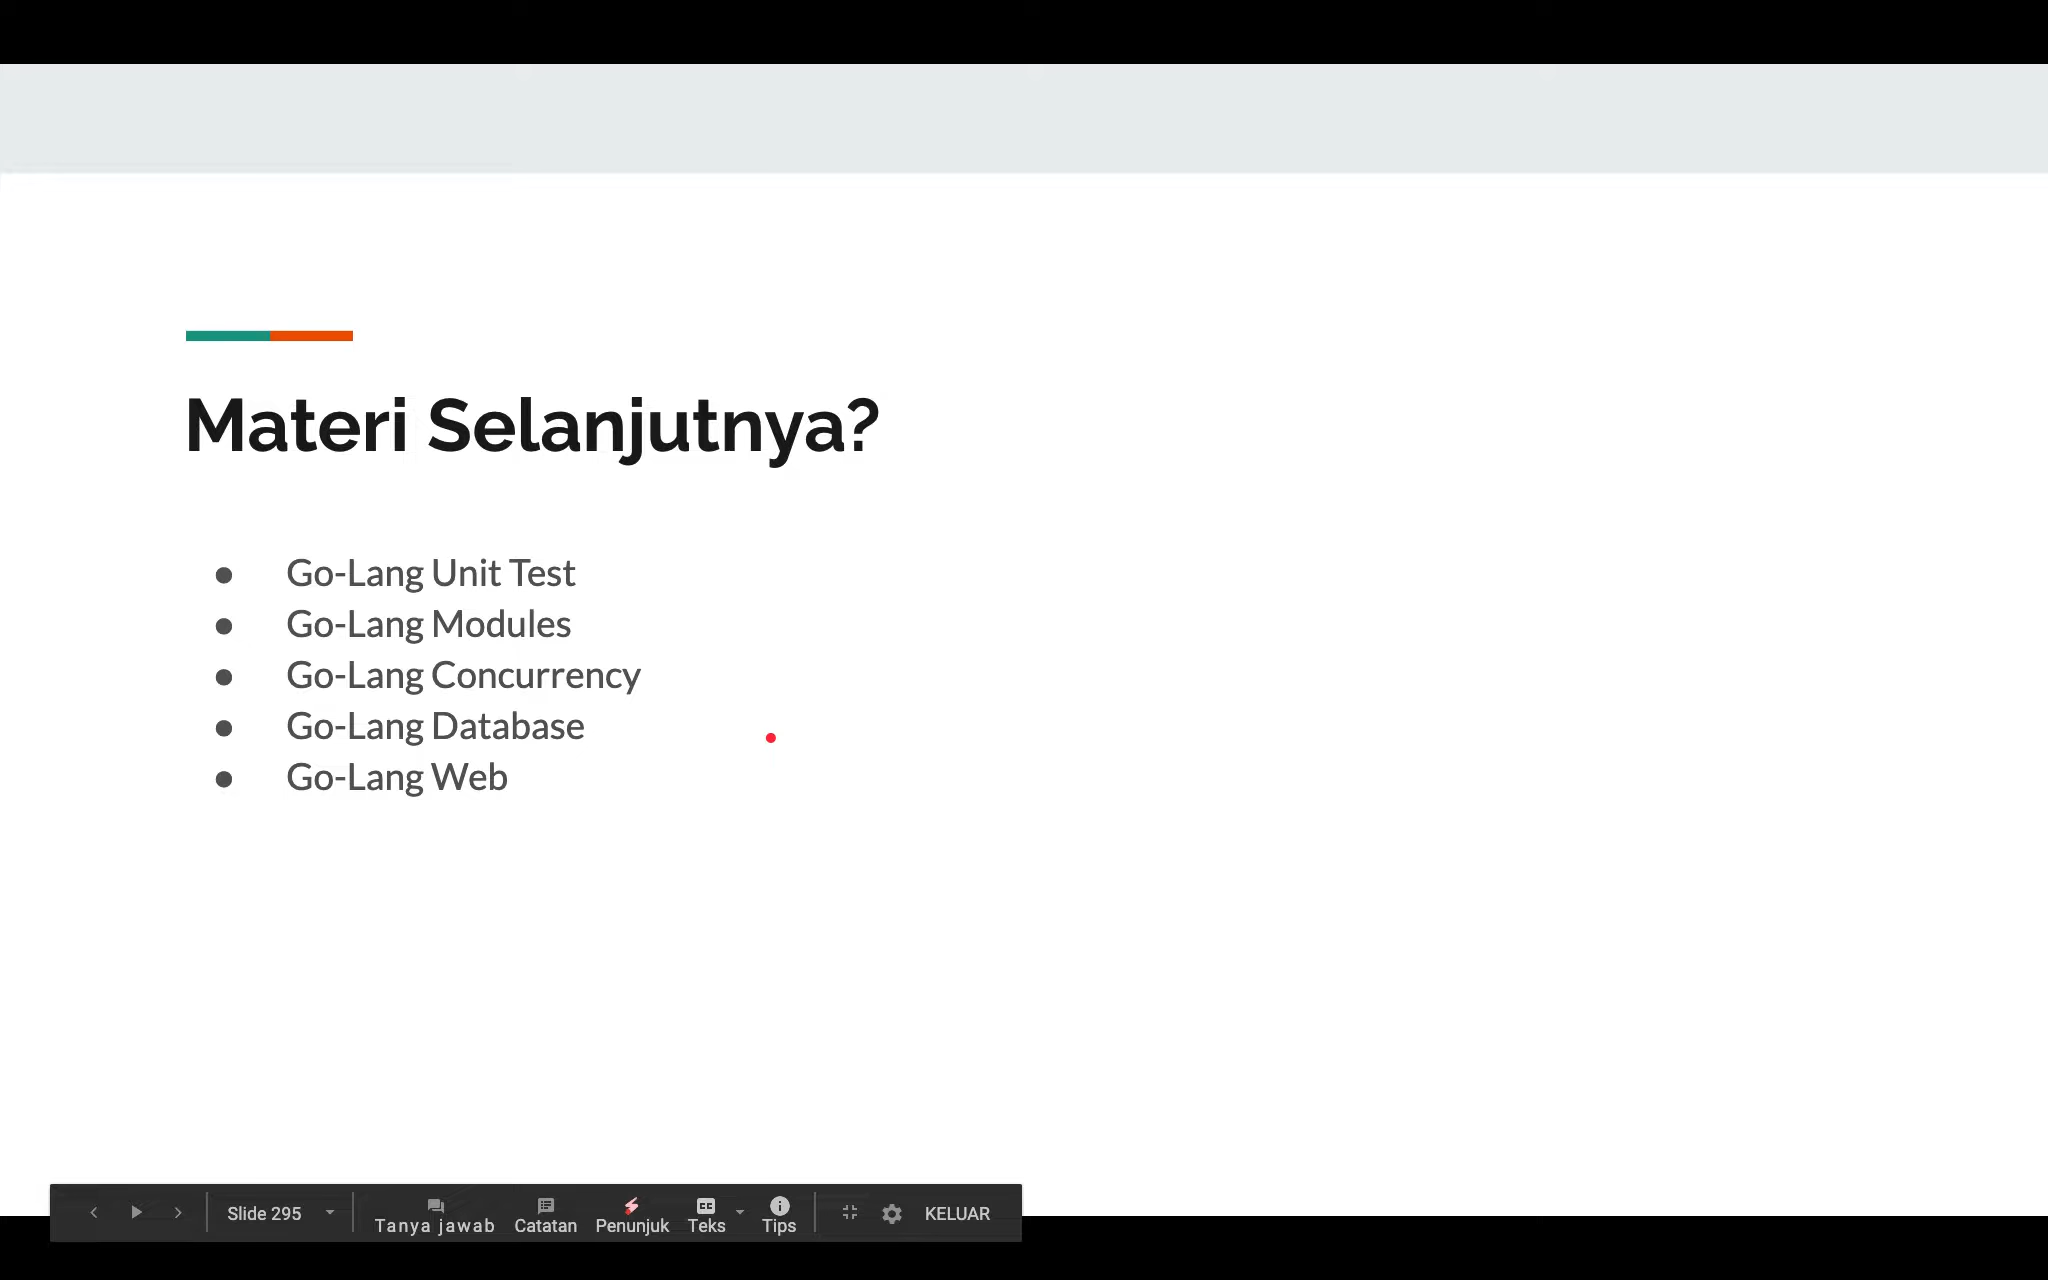 Materi Selanjutnya?
● Go-Lang Unit Test
● Go-Lang Modules
● Go-Lang Concurrency
● Go-Lang Database
● Go-Lang Web
Slide 295
Tanya jawab
Catatan
Penunjuk
Teks
Tips
KELUAR